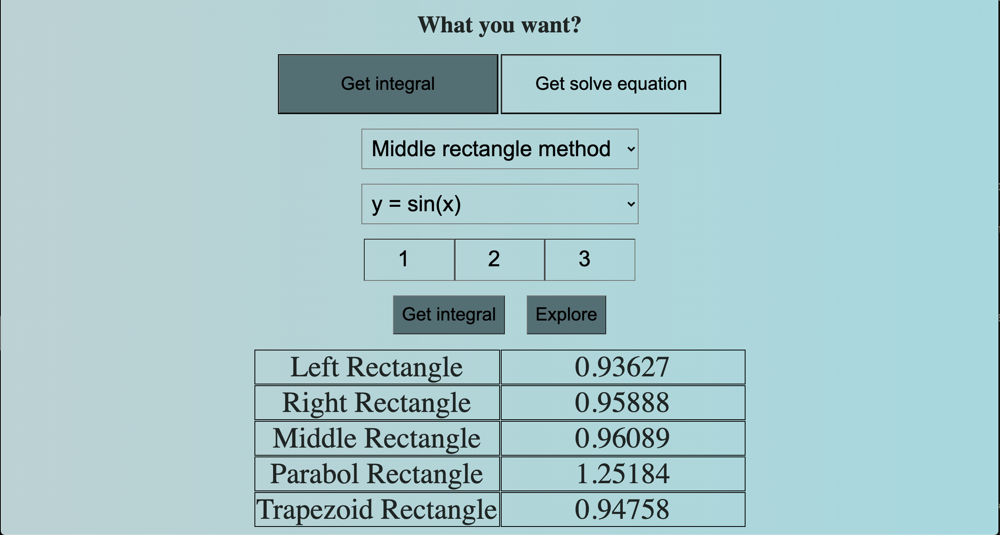 What you want?
Get integral Get solve equation
Middle rectangle method
y = sin(x)
1 2 3
Get integral Explore
Left Rectangle 0.93627
Right Rectangle 0.95888
Middle Rectangle 0.96089
Parabol Rectangle 1.25184
Trapezoid Rectangle 0.94758